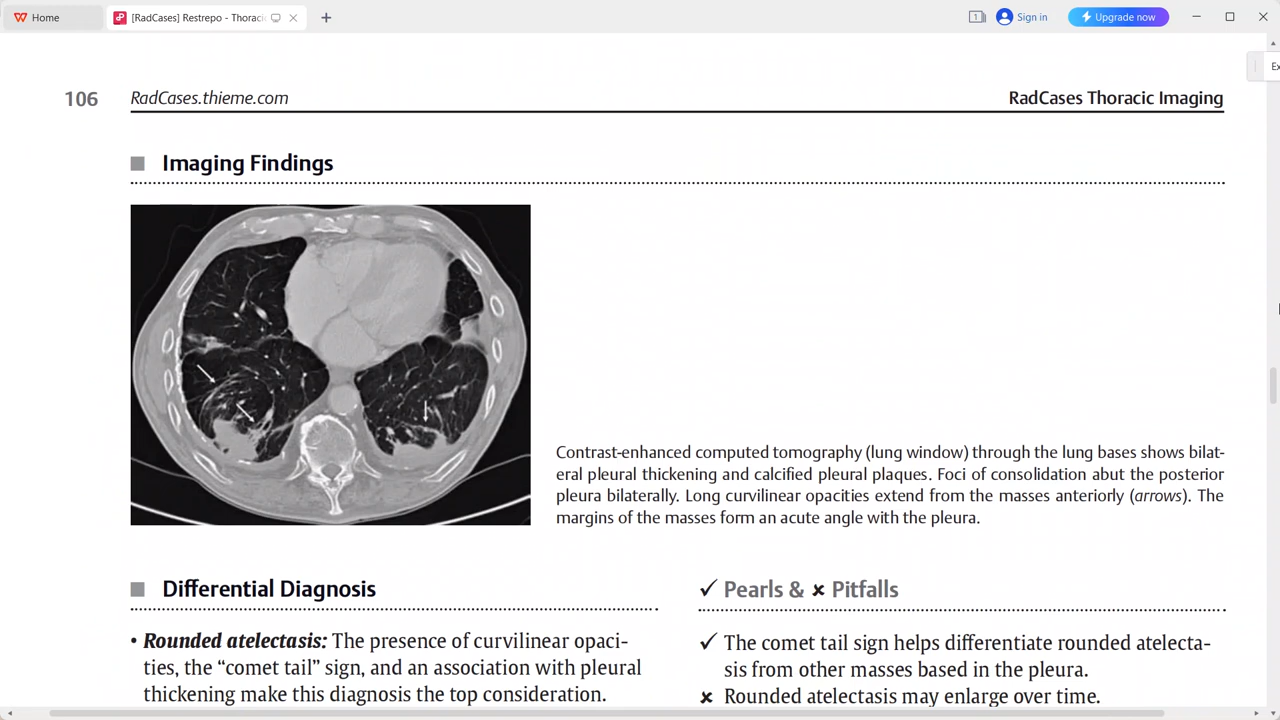 Home
[RadCases] Restrepo - Thoraci
1
Sign in
Upgrade now
Ex
106 RadCases.thieme.com RadCases Thoracic Imaging
Imaging Findings
Contrast-enhanced computed tomography (lung window) through the lung bases shows bilat-
eral pleural thickening and calcified pleural plaques. Foci of consolidation abut the posterior
pleura bilaterally. Long curvilinear opacities extend from the masses anteriorly (arrows). The
margins of the masses form an acute angle with the pleura.
Differential Diagnosis
• Rounded atelectasis: The presence of curvilinear opaci-
ties, the “comet tail” sign, and an association with pleural
thickening make this diagnosis the top consideration.
✓ Pearls & ✘ Pitfalls
✓ The comet tail sign helps differentiate rounded atelecta-
sis from other masses based in the pleura.
✘ Rounded atelectasis may enlarge over time.